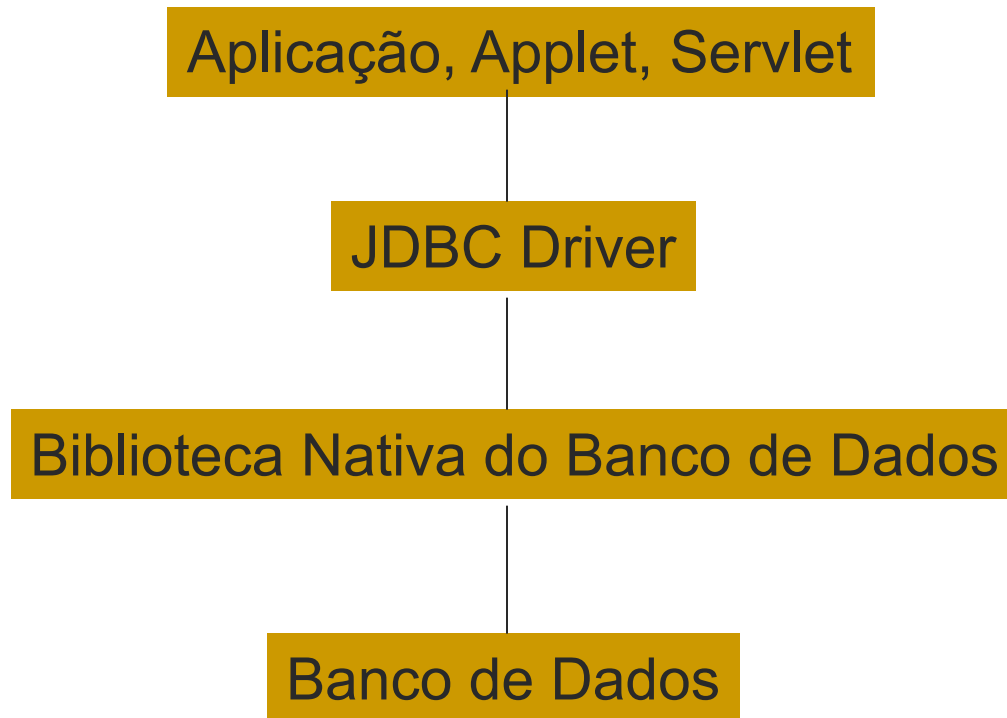 Aplicação, Applet, Servlet
JDBC Driver
Biblioteca Nativa do Banco de Dados
Banco de Dados